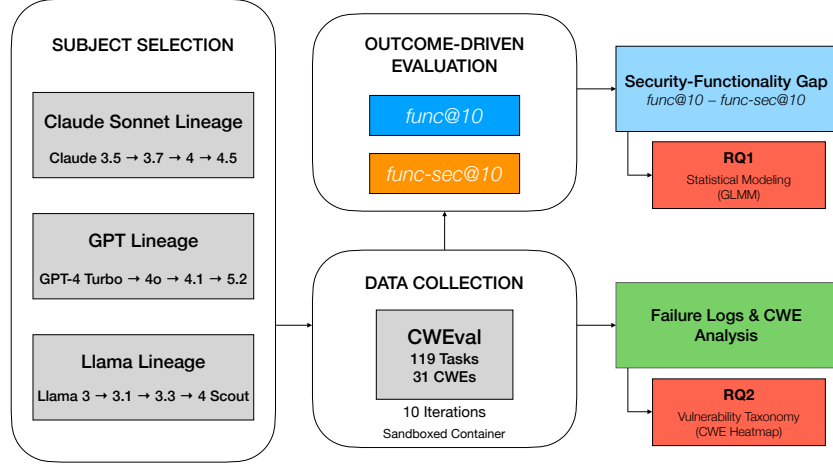 SUBJECT SELECTION
Claude Sonnet Lineage
Claude 3.5 → 3.7 → 4 → 4.5
GPT Lineage
GPT-4 Turbo → 4o → 4.1 → 5.2
Llama Lineage
Llama 3 → 3.1 → 3.3 → 4 Scout
OUTCOME-DRIVEN
EVALUATION
func@10
func-sec@10
DATA COLLECTION
CWEval
119 Tasks
31 CWEs
10 Iterations
Sandboxed Container
Security-Functionality Gap
func@10 – func-sec@10
RQ1
Statistical Modeling
(GLMM)
Failure Logs & CWE
Analysis
RQ2
Vulnerability Taxonomy
(CWE Heatmap)